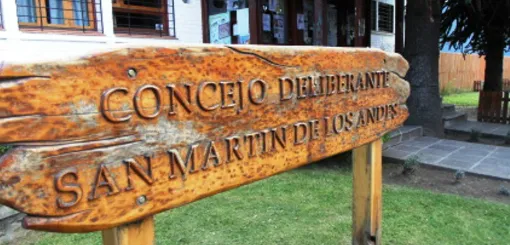 CONCEJO DELIBERANTE
SAN MARTIN DE LOS ANDES